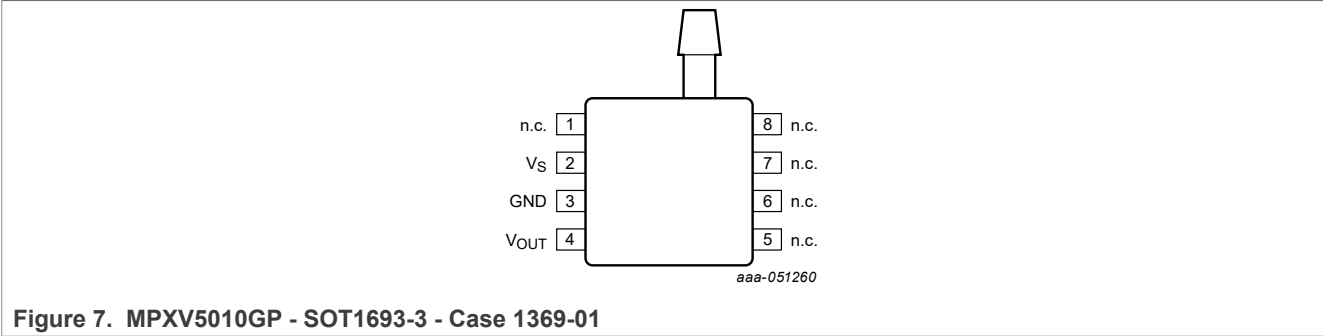 n.c. 1 8 n.c.
VS 2 7 n.c.
GND 3 6 n.c.
VOUT 4 5 n.c.
aaa-051260
Figure 7. MPXV5010GP - SOT1693-3 - Case 1369-01